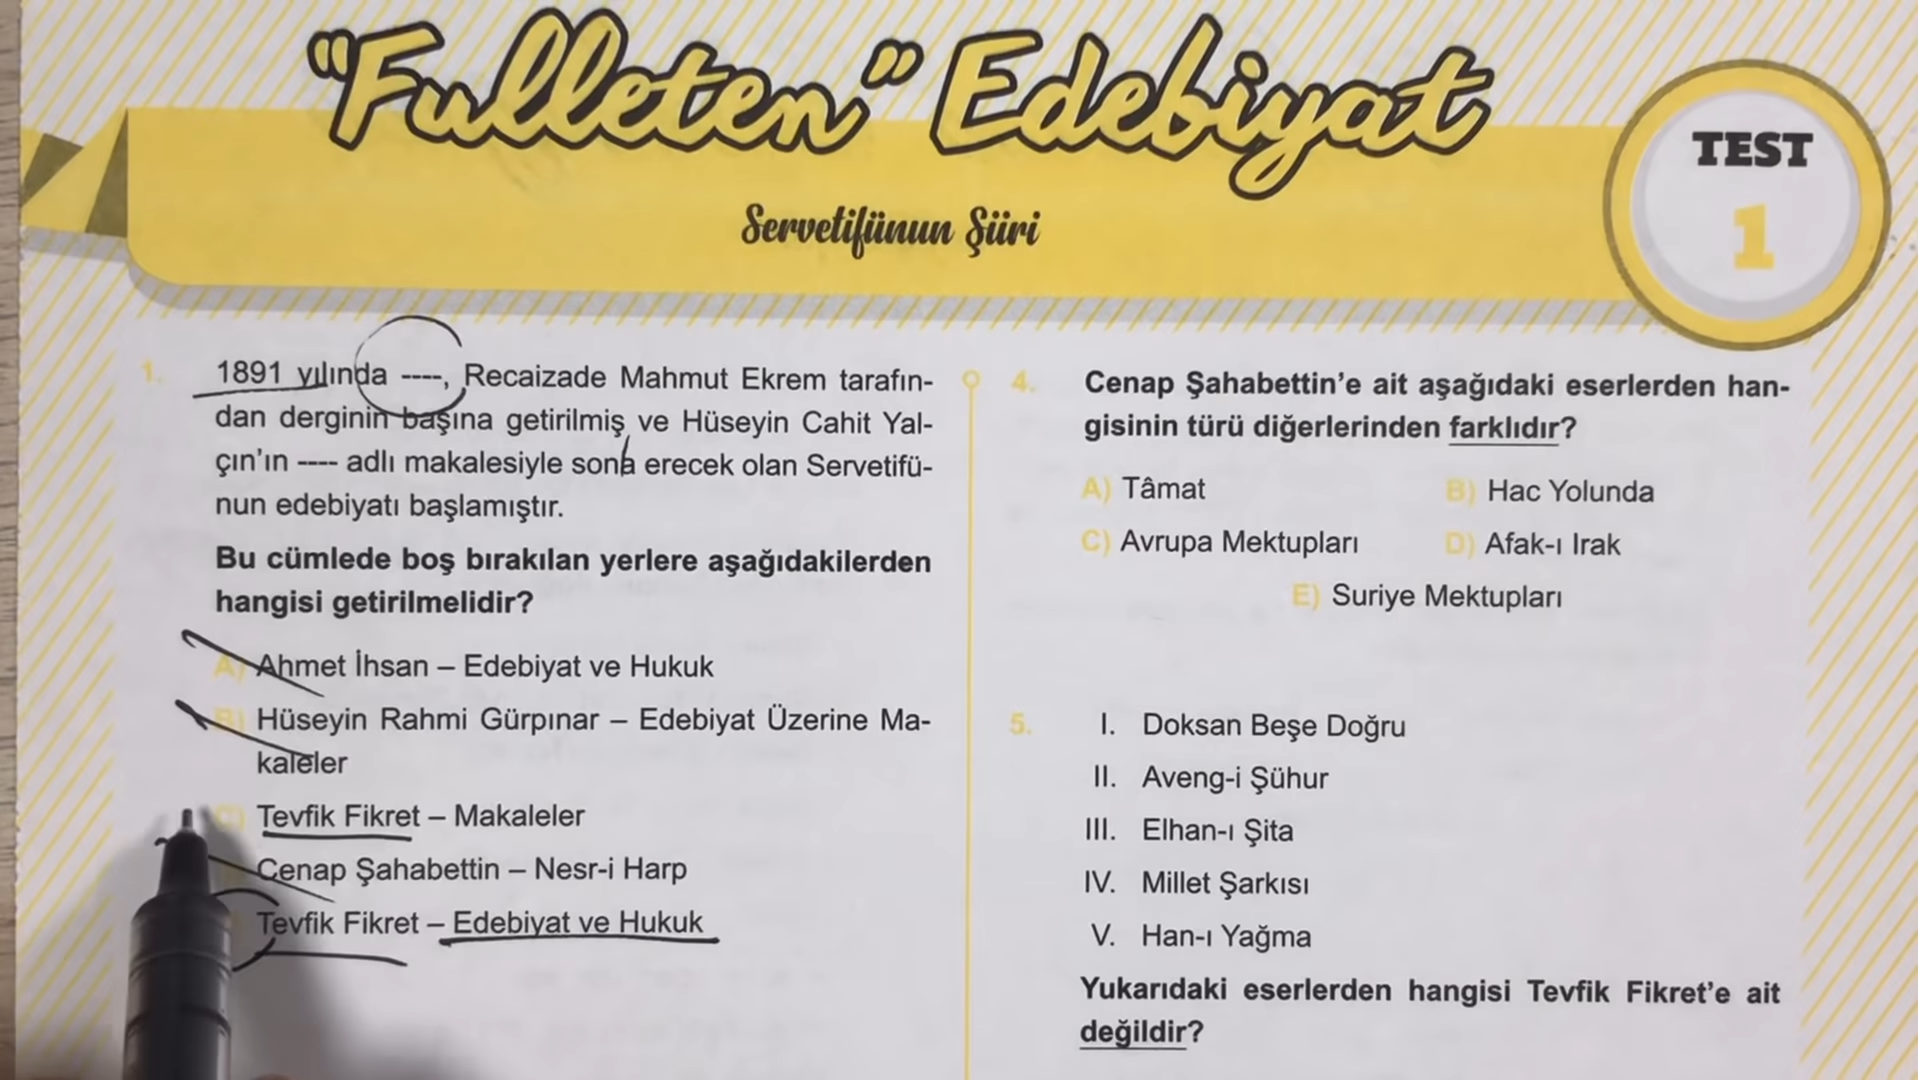 "Fulleten" Edebiyat
Servetifünun Şiiri
TEST
1
1. 1891 yılında ----, Recaizade Mahmut Ekrem tarafın-
dan derginin başına getirilmiş ve Hüseyin Cahit Yal-
çın'ın ---- adlı makalesiyle sona erecek olan Servetifü-
nun edebiyatı başlamıştır.
Bu cümlede boş bırakılan yerlere aşağıdakilerden
hangisi getirilmelidir?
A) Ahmet İhsan – Edebiyat ve Hukuk
B) Hüseyin Rahmi Gürpınar – Edebiyat Üzerine Ma-
kaleler
C) Tevfik Fikret – Makaleler
Cenap Şahabettin – Nesr-i Harp
Tevfik Fikret – Edebiyat ve Hukuk
4. Cenap Şahabettin'e ait aşağıdaki eserlerden han-
gisinin türü diğerlerinden farklıdır?
A) Tâmat B) Hac Yolunda
C) Avrupa Mektupları D) Afak-ı Irak
E) Suriye Mektupları
5. I. Doksan Beşe Doğru
II. Aveng-i Şühur
III. Elhan-ı Şita
IV. Millet Şarkısı
V. Han-ı Yağma
Yukarıdaki eserlerden hangisi Tevfik Fikret'e ait
değildir?